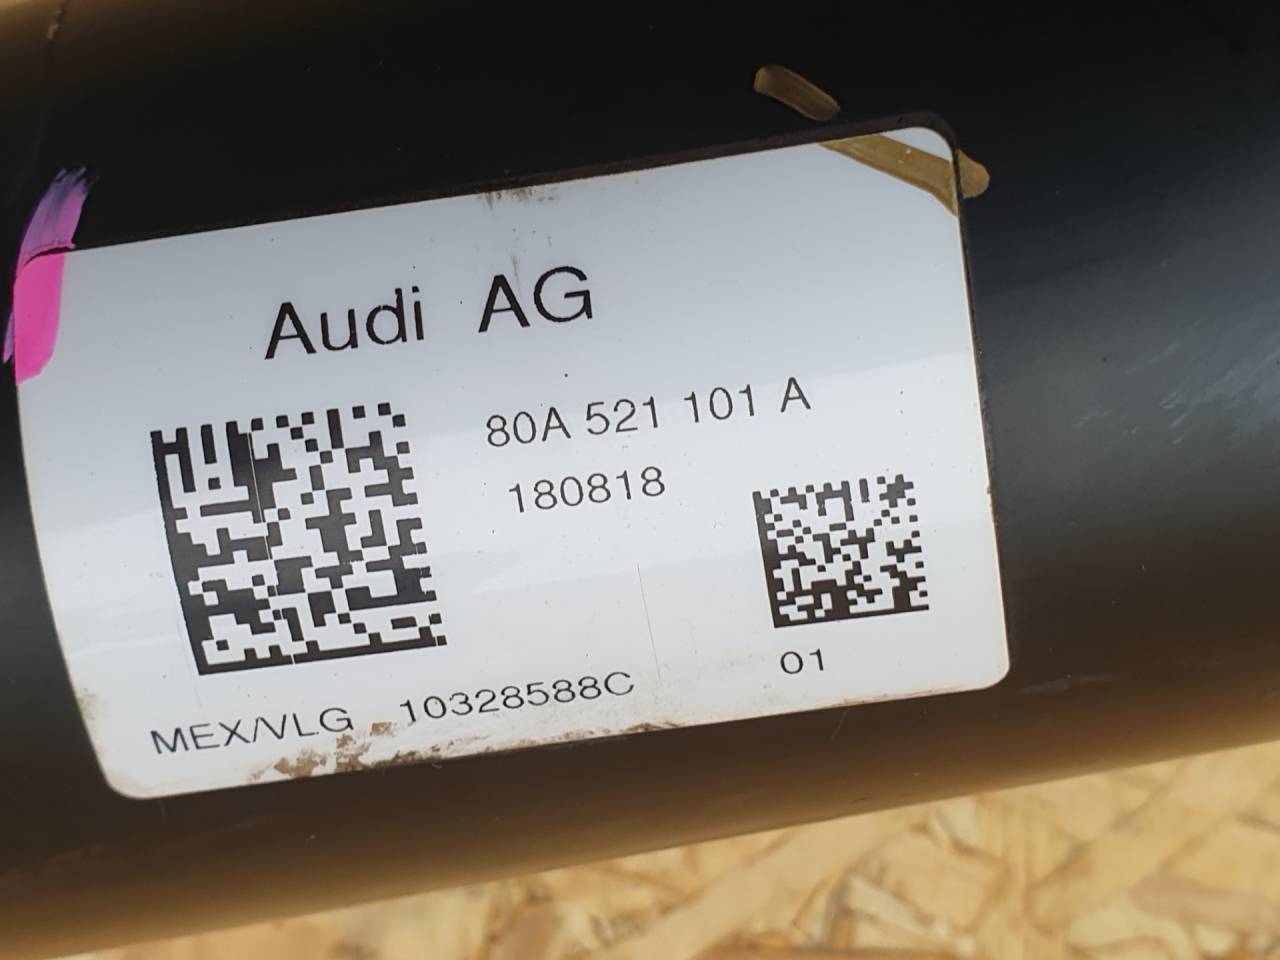 Audi AG
80A 521 101 A
180818
01
MEX/VLG 10328588C